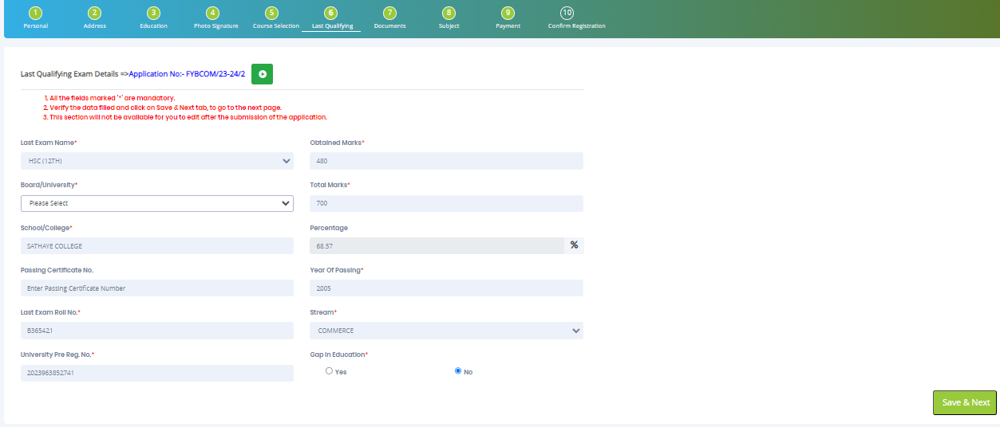 1 2 3 4 5 6 7 8 9 10
Personal Address Education Photo Signature Course Selection Last Qualifying Documents Subject Payment Confirm Registration
Last Qualifying Exam Details =>Application No:- FYBCOM/23-24/2
1. All the fields marked '*' are mandatory.
2. Verify the data filled and click on Save & Next tab, to go to the next page.
3. This section will not be available for you to edit after the submission of the application.
Last Exam Name* Obtained Marks*
HSC (12TH) 480
Board/University* Total Marks*
Please Select 700
School/College* Percentage
SATHAYE COLLEGE 68.57 %
Passing Certificate No. Year Of Passing*
Enter Passing Certificate Number 2005
Last Exam Roll No.* Stream*
B365421 COMMERCE
University Pre Reg. No.* Gap In Education*
2023963852741 Yes No
Save & Next